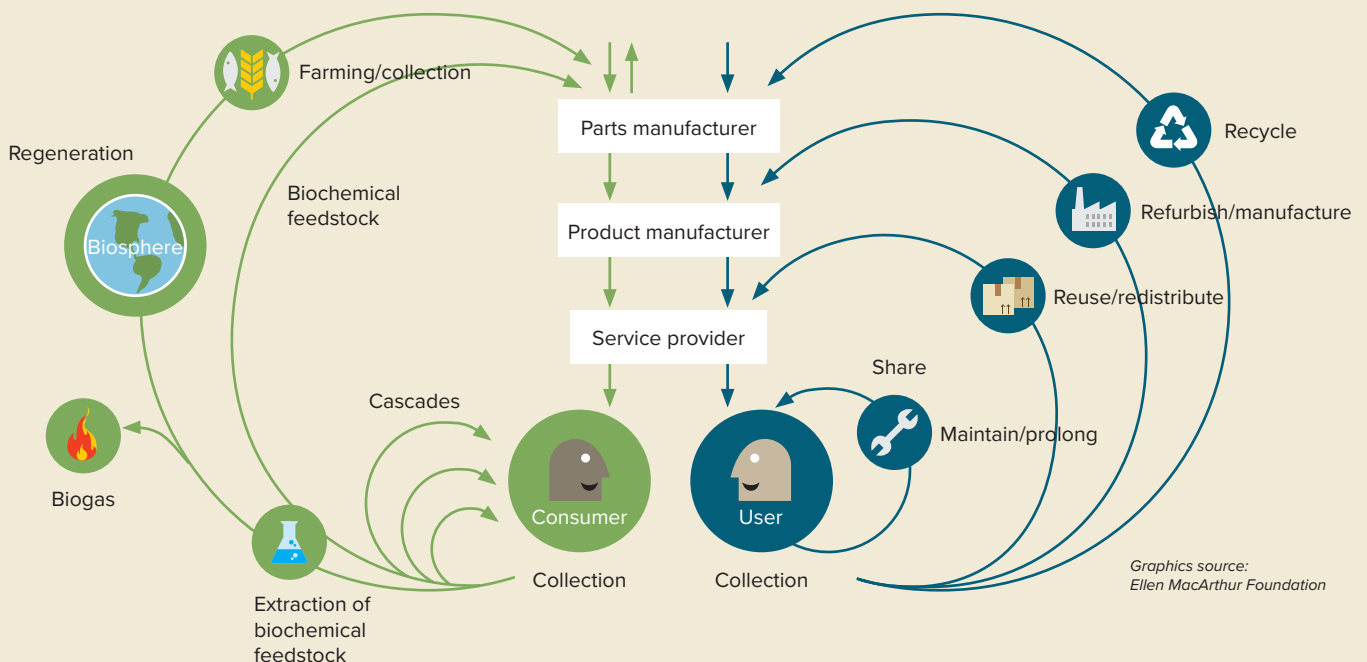 Farming/collection
Regeneration
Biosphere
Biochemical
feedstock
Biogas
Cascades
Extraction of
biochemical
feedstock
Parts manufacturer
Product manufacturer
Service provider
Consumer
User
Collection
Collection
Share
Maintain/prolong
Reuse/redistribute
Refurbish/manufacture
Recycle
Graphics source:
Ellen MacArthur Foundation